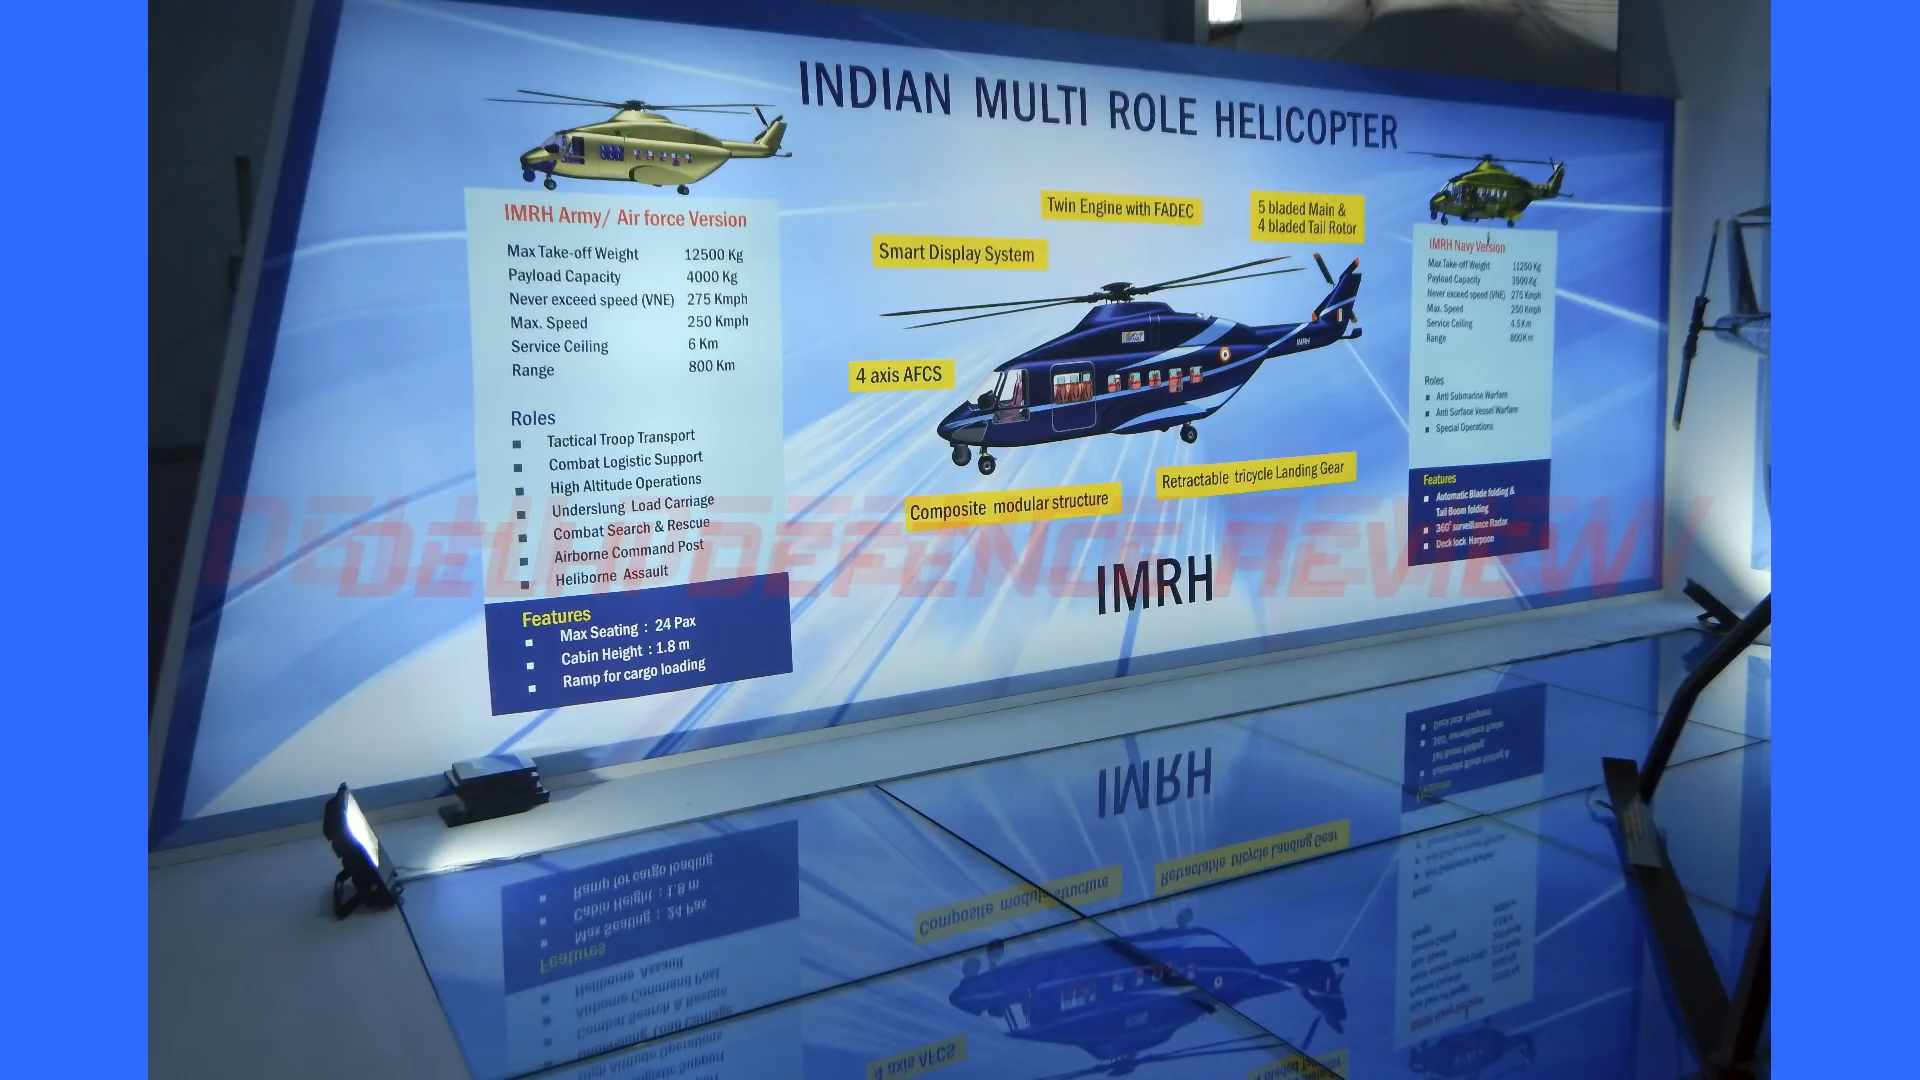 INDIAN MULTI ROLE HELICOPTER
IMRH Army/ Air force Version
Max Take-off Weight 12500 Kg
Payload Capacity 4000 Kg
Never exceed speed (VNE) 275 Kmph
Max. Speed 250 Kmph
Service Ceiling 6 Km
Range 800 Km
Roles
Tactical Troop Transport
Combat Logistic Support
High Altitude Operations
Underslung Load Carriage
Combat Search & Rescue
Airborne Command Post
Heliborne Assault
Features
Max Seating : 24 Pax
Cabin Height : 1.8 m
Ramp for cargo loading
Twin Engine with FADEC
5 bladed Main &
4 bladed Tail Rotor
Smart Display System
4 axis AFCS
IMRH
Retractable tricycle Landing Gear
Composite modular structure
IMRH
IMRH Navy Version
Max Take-off Weight 11250 Kg
Payload Capacity 3500 Kg
Never exceed speed (VNE) 275 Kmph
Max. Speed 250 Kmph
Service Ceiling 4.5 Km
Range 800 Km
Roles
Anti Submarine Warfare
Anti Surface Vessel Warfare
Special Operations
Features
Automatic Blade folding &
Tail Boom folding
360° surveillance Radar
Deck lock Harpoon
DELHI DEFENCE REVIEW